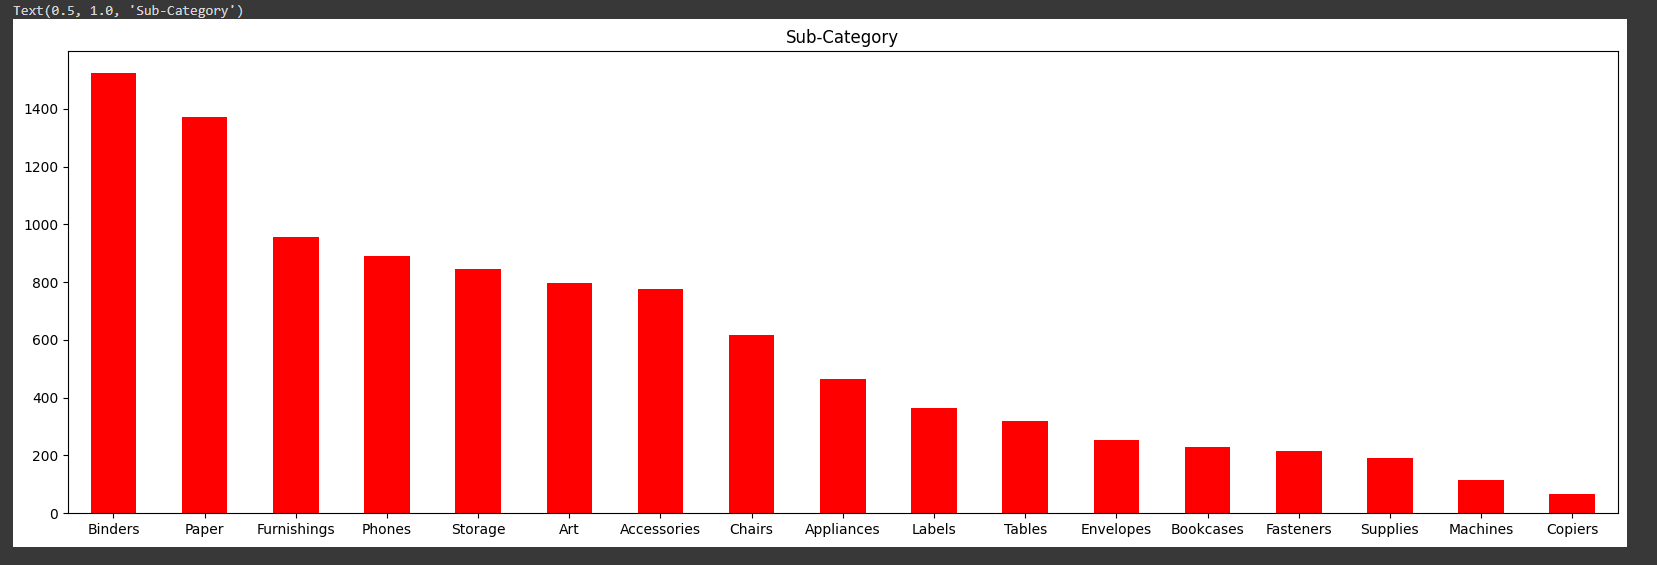 Text(0.5, 1.0, 'Sub-Category')
Sub-Category
1400
1200
1000
800
600
400
200
0
Binders Paper Furnishings Phones Storage Art Accessories Chairs Appliances Labels Tables Envelopes Bookcases Fasteners Supplies Machines Copiers